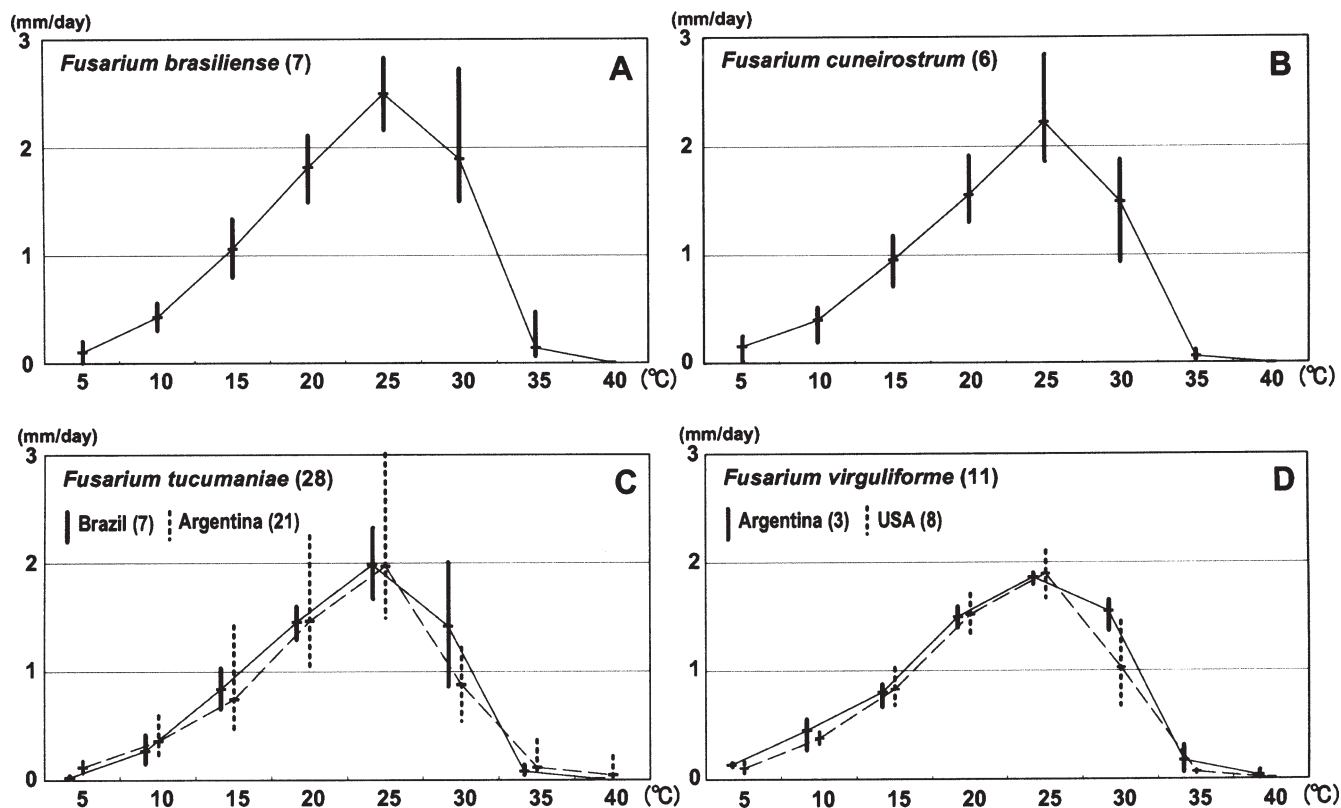 (mm/day)
3
Fusarium brasiliense (7)
A
2
1
0
5 10 15 20 25 30 35 40 (℃)
(mm/day)
3
Fusarium cuneirostrum (6)
B
2
1
0
5 10 15 20 25 30 35 40 (℃)
(mm/day)
3
Fusarium tucumaniae (28)
C
Brazil (7) Argentina (21)
2
1
0
5 10 15 20 25 30 35 40 (℃)
(mm/day)
3
Fusarium virguliforme (11)
D
Argentina (3) USA (8)
2
1
0
5 10 15 20 25 30 35 40 (℃)